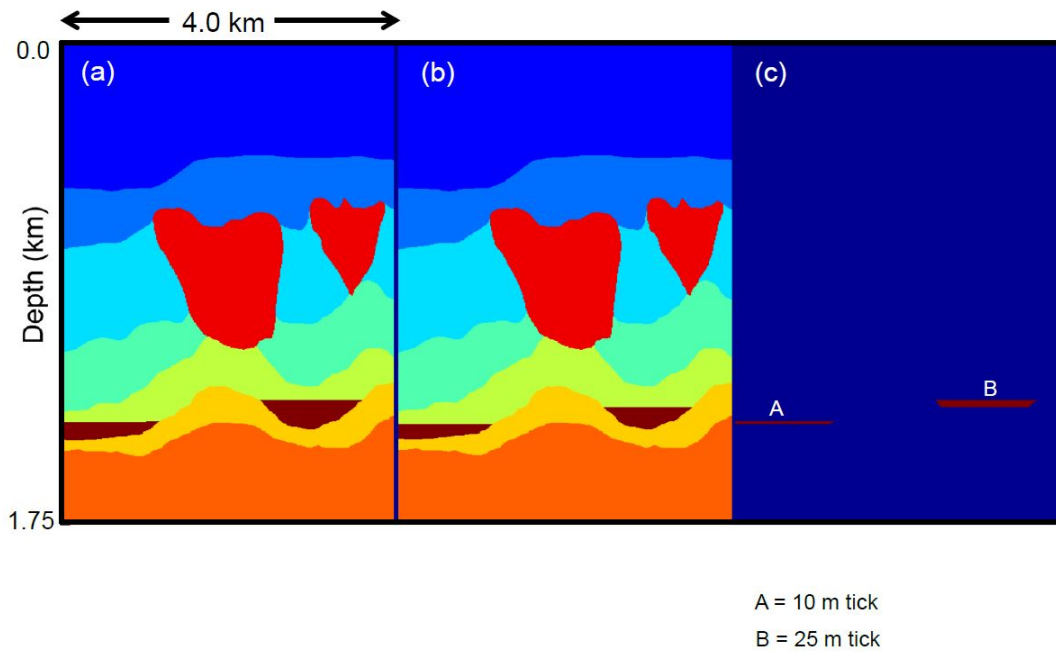 4.0 km
0.0
(a)
(b)
(c)
Depth (km)
A
B
1.75
A = 10 m tick
B = 25 m tick